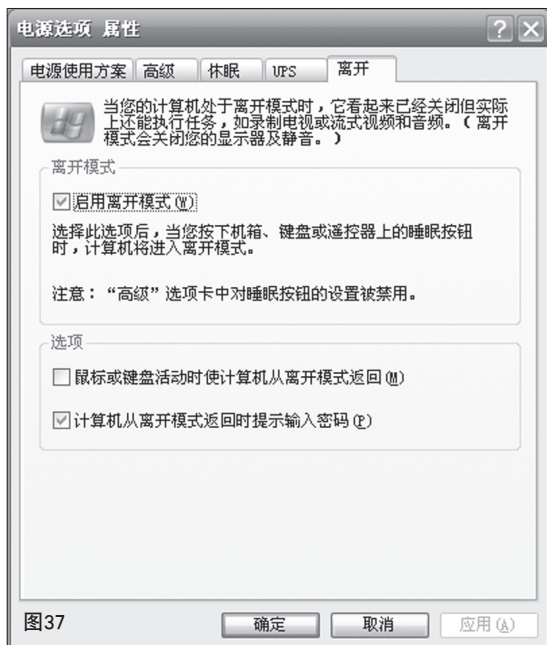 电源选项 属性
电源使用方案 高级 休眠 UPS 离开
当您的计算机处于离开模式时，它看起来已经关闭但实际
上还能执行任务，如录制电视或流式视频和音频。(离开
模式会关闭您的显示器及静音。)
离开模式
启用离开模式(W)
选择此选项后，当您按下机箱、键盘或遥控器上的睡眠按钮
时，计算机将进入离开模式。
注意：“高级”选项卡中对睡眠按钮的设置被禁用。
选项
鼠标或键盘活动时使计算机从离开模式返回(M)
计算机从离开模式返回时提示输入密码(P)
图37
确定 取消 应用(A)